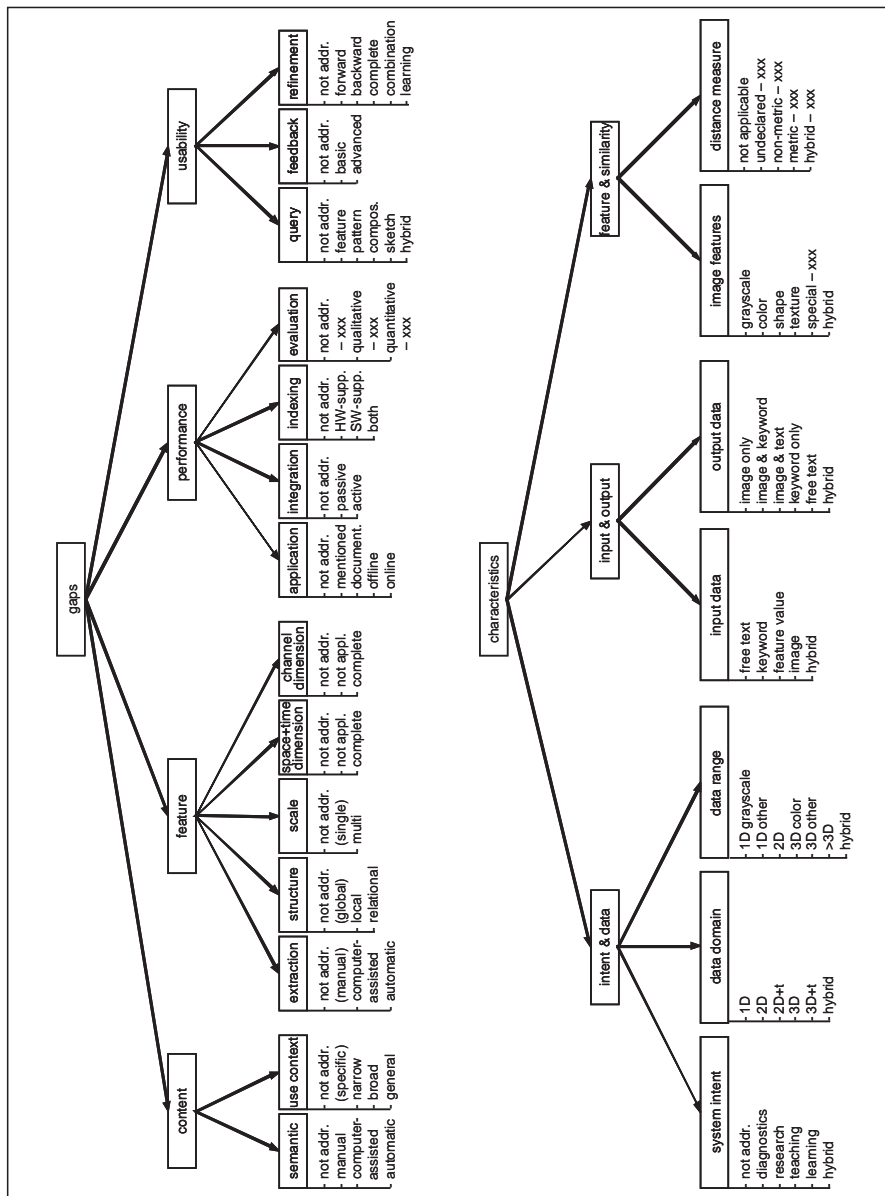 gaps
content
feature
performance
usability
semantic
not addr.
manual
computer-
assisted
automatic
use context
not addr.
(specific)
narrow
broad
general
extraction
not addr.
(manual)
computer-
assisted
automatic
structure
not addr.
(global)
local
relational
scale
not addr.
(single)
multi
space+time
dimension
not addr.
not appl.
complete
channel
dimension
not addr.
not appl.
complete
application
not addr.
mentioned
document.
offline
online
integration
not addr.
passive
active
indexing
not addr.
HW-supp.
SW-supp.
both
evaluation
not addr.
– xxx
qualitative
– xxx
quantitative
– xxx
query
not addr.
feature
pattern
compos.
sketch
hybrid
feedback
not addr.
basic
advanced
refinement
not addr.
forward
backward
complete
combination
learning
characteristics
intent & data
input & output
feature & similarity
system intent
not addr.
diagnostics
research
teaching
learning
hybrid
data domain
1D
2D
2D+t
3D
3D+t
hybrid
data range
1D grayscale
1D other
2D
3D color
3D other
>3D
hybrid
input data
free text
keyword
feature value
image
hybrid
output data
image only
image & keyword
image & text
keyword only
free text
hybrid
image features
grayscale
color
shape
texture
special – xxx
hybrid
distance measure
not applicable
undeclared – xxx
non-metric – xxx
metric – xxx
hybrid – xxx